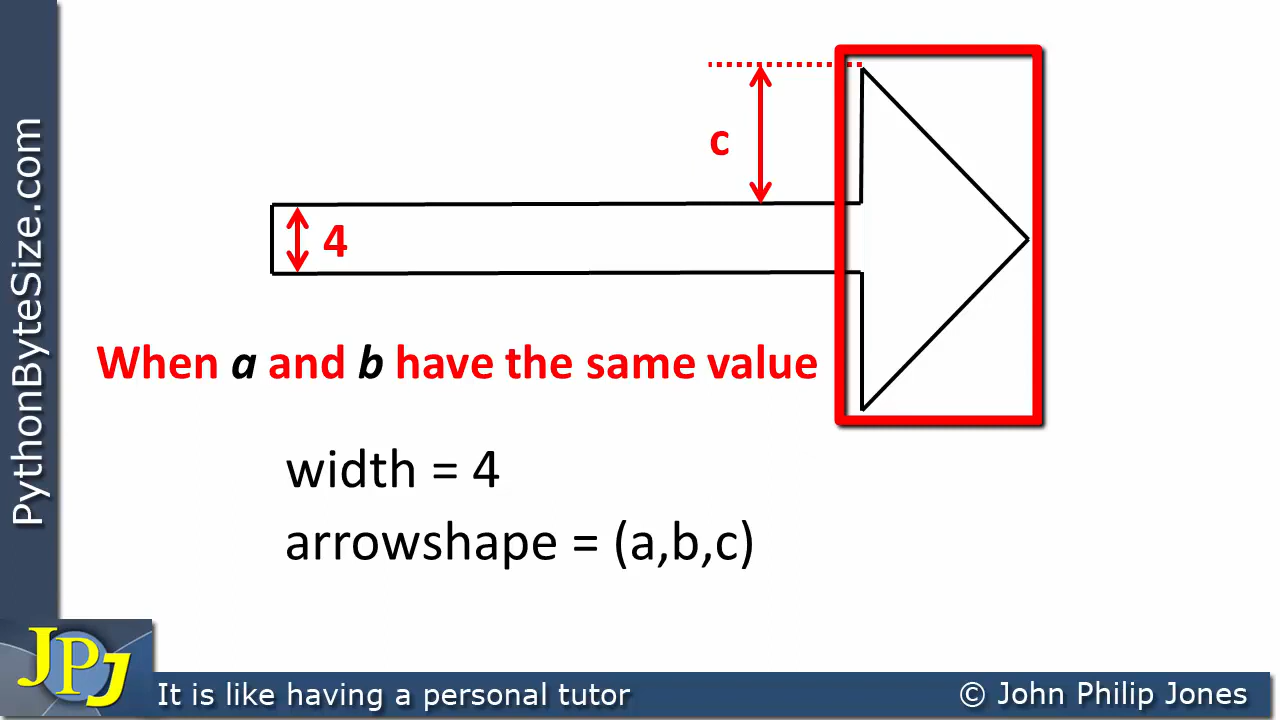 c
4
When a and b have the same value
width = 4
arrowshape = (a,b,c)
PythonByteSize.com
JPJ
It is like having a personal tutor
© John Philip Jones